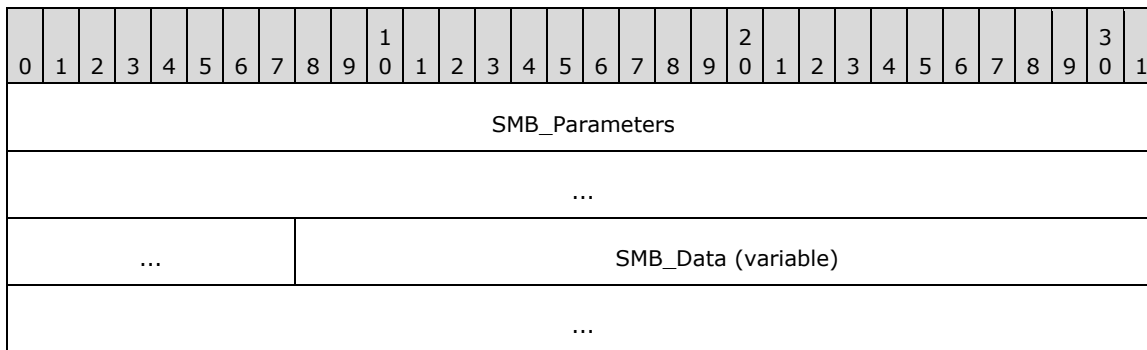 1 2 3
0 1 2 3 4 5 6 7 8 9 0 1 2 3 4 5 6 7 8 9 0 1 2 3 4 5 6 7 8 9 0 1
SMB_Parameters
...
... SMB_Data (variable)
...